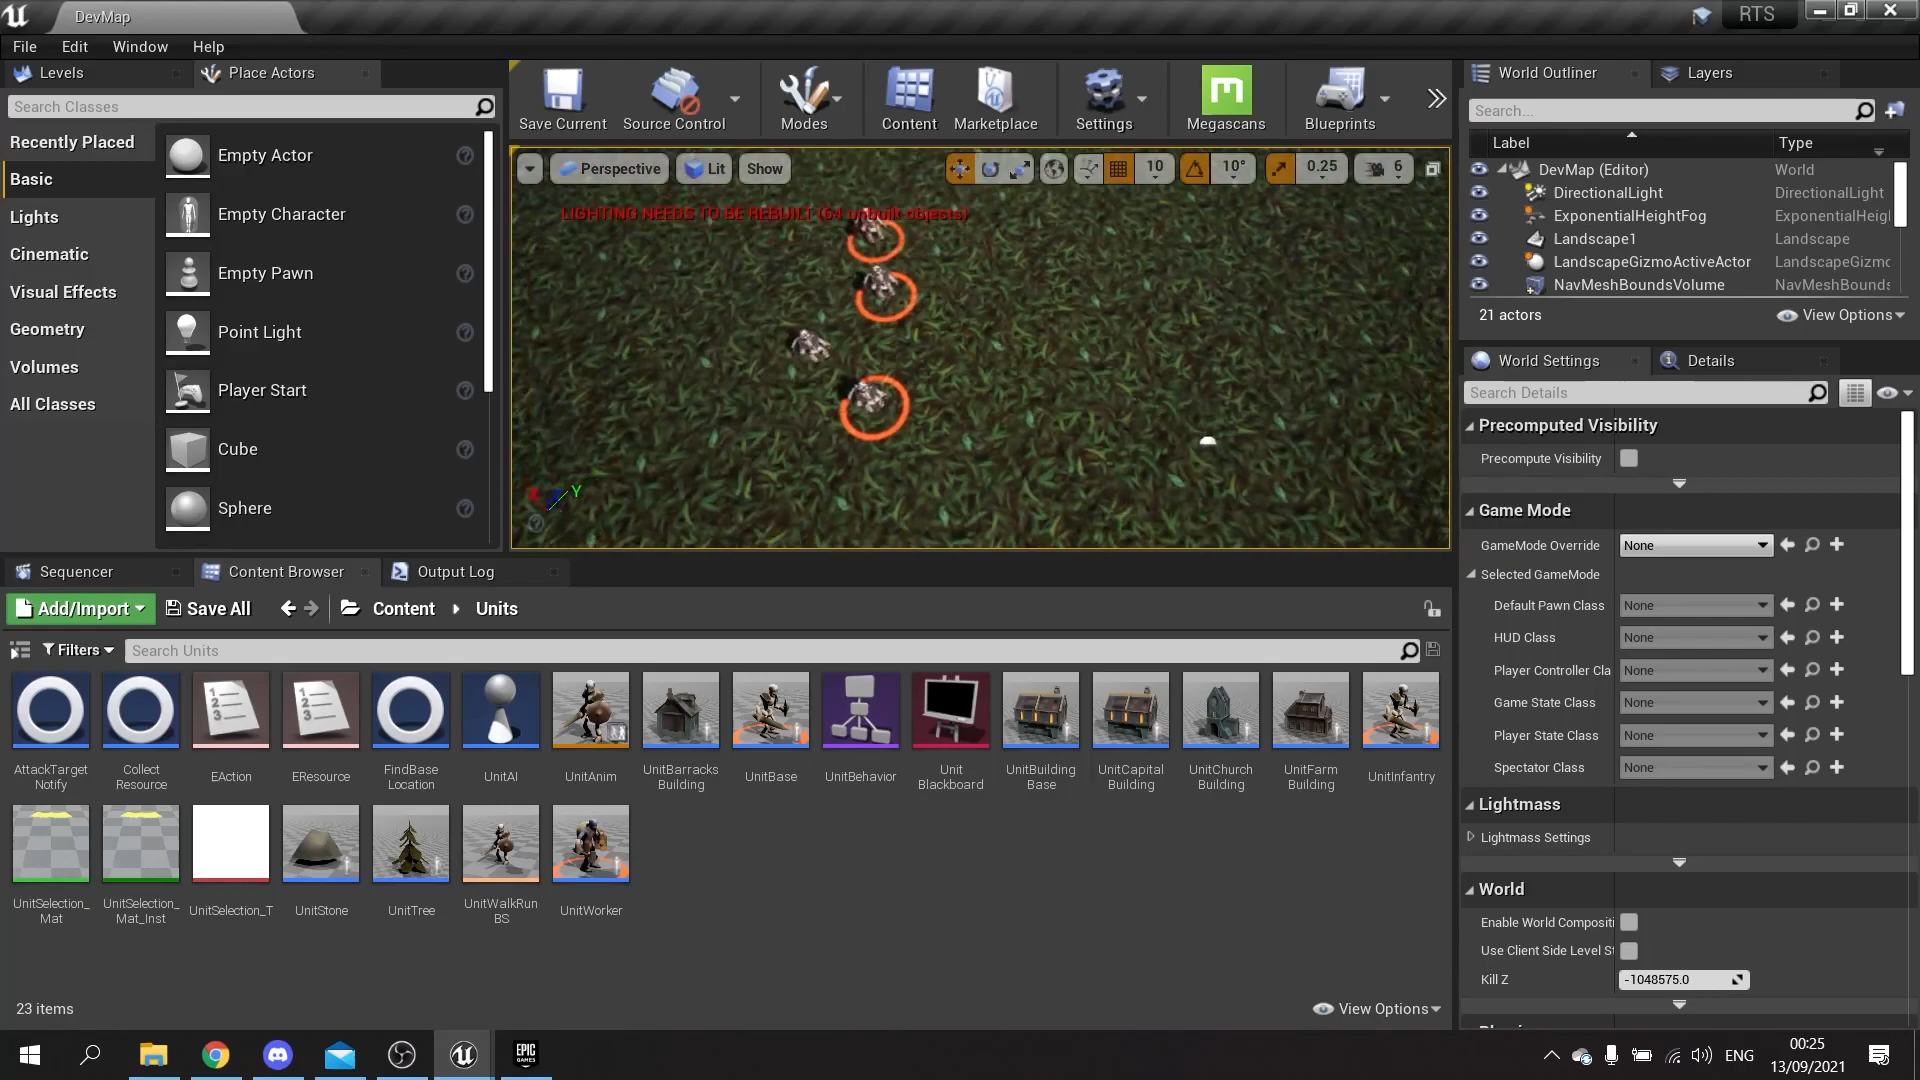 DevMap
RTS
File Edit Window Help
Levels
Place Actors
Search Classes
Recently Placed
Basic
Lights
Cinematic
Visual Effects
Geometry
Volumes
All Classes
Empty Actor
Empty Character
Empty Pawn
Point Light
Player Start
Cube
Sphere
Save Current
Source Control
Modes
Content
Marketplace
Settings
Megascans
Blueprints
Perspective
Lit
Show
10
10°
0.25
6
LIGHTING NEEDS TO BE REBUILT (64 unbuilt objects)
X
Y
World Outliner
Layers
Search...
Label Type
DevMap (Editor) World
DirectionalLight DirectionalLight
ExponentialHeightFog ExponentialHeigl
Landscape1 Landscape
LandscapeGizmoActiveActor LandscapeGizmc
NavMeshBoundsVolume NavMeshBounds
21 actors
View Options
World Settings
Details
Search Details
Precomputed Visibility
Precompute Visibility
Game Mode
GameMode Override None
Selected GameMode
Default Pawn Class None
HUD Class None
Player Controller Cla None
Game State Class None
Player State Class None
Spectator Class None
Lightmass
Lightmass Settings
World
Enable World Compositi
Use Client Side Level St
Kill Z -1048575.0
Sequencer
Content Browser
Output Log
Add/Import
Save All
Content
Units
Filters
Search Units
AttackTarget
Notify
Collect
Resource
EAction
EResource
FindBase
Location
UnitAI
UnitAnim
UnitBarracks
Building
UnitBase
UnitBehavior
Unit
Blackboard
UnitBuilding
Base
UnitCapital
Building
UnitChurch
Building
UnitFarm
Building
UnitInfantry
UnitSelection_
Mat
UnitSelection_
Mat_Inst
UnitSelection_T
UnitStone
UnitTree
UnitWalkRun
BS
UnitWorker
23 items
View Options
EPIC
GAMES
ENG
00:25
13/09/2021